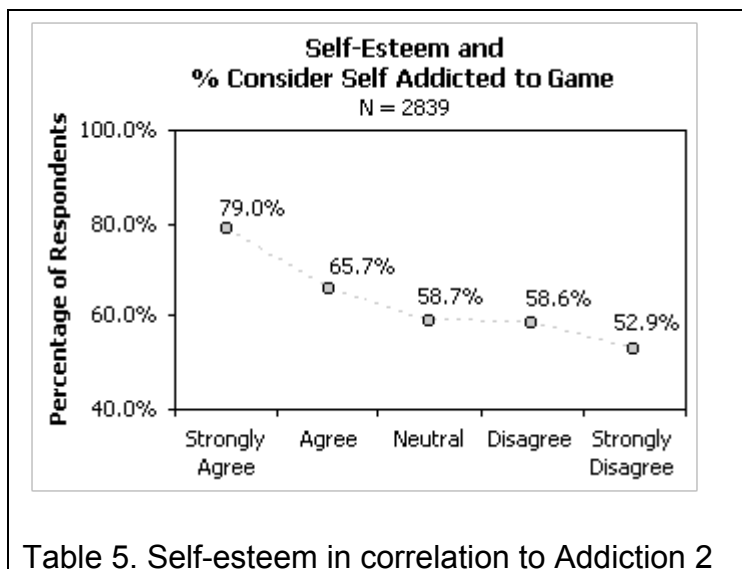 Self-Esteem and
% Consider Self Addicted to Game
N = 2839
Percentage of Respondents
100.0%
80.0%
60.0%
40.0%
79.0%
65.7%
58.7%
58.6%
52.9%
Strongly Agree
Agree
Neutral
Disagree
Strongly Disagree
Table 5. Self-esteem in correlation to Addiction 2